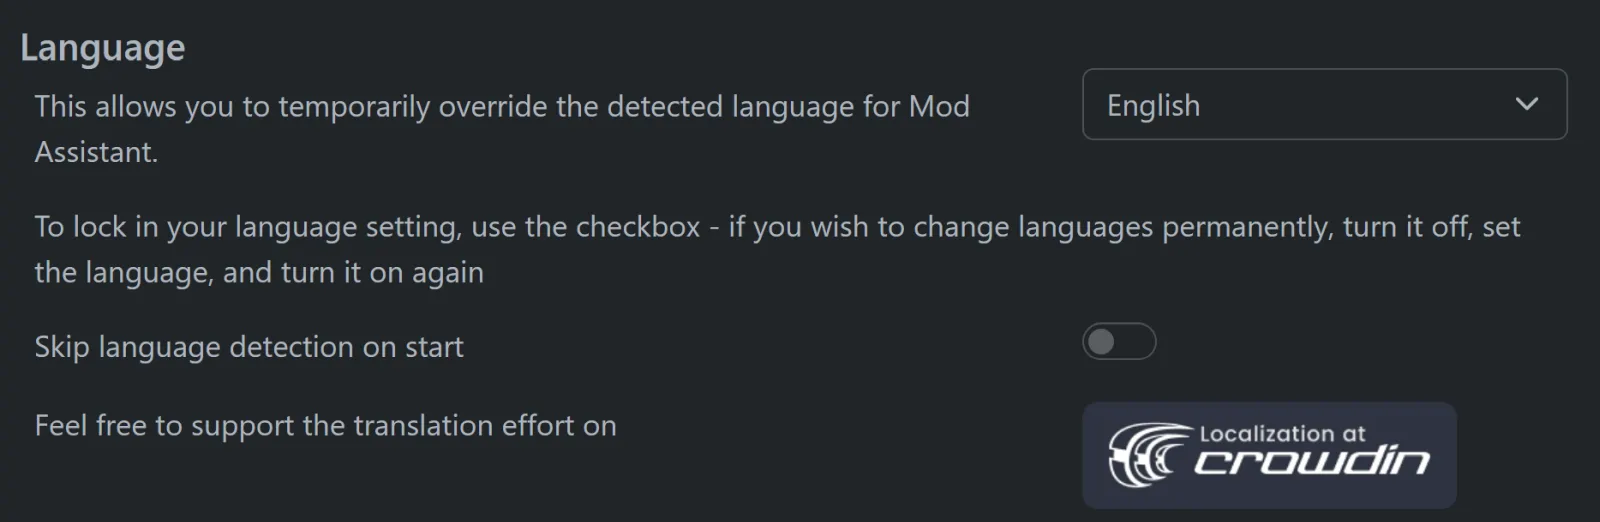 Language
This allows you to temporarily override the detected language for Mod
Assistant.
English
To lock in your language setting, use the checkbox - if you wish to change languages permanently, turn it off, set
the language, and turn it on again
Skip language detection on start
Feel free to support the translation effort on
Localization at
crowdin